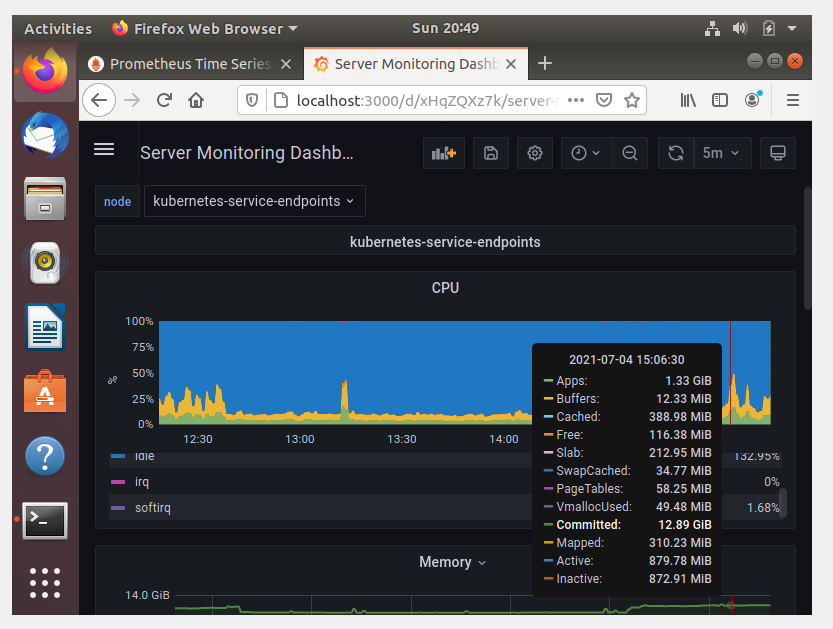 Activities Firefox Web Browser Sun 20:49
Prometheus Time Series Server Monitoring Dashb
localhost:3000/d/xHqZQXz7k/server-
Server Monitoring Dashb... 5m
node kubernetes-service-endpoints
kubernetes-service-endpoints
CPU
100%
75%
50%
25%
0%
%
12:30 13:00 13:30 14:00
idle 132.95%
irq 0%
softirq 1.68%
2021-07-04 15:06:30
Apps: 1.33 GiB
Buffers: 12.33 MiB
Cached: 388.98 MiB
Free: 116.38 MiB
Slab: 212.95 MiB
SwapCached: 34.77 MiB
PageTables: 58.25 MiB
VmallocUsed: 49.48 MiB
Committed: 12.89 GiB
Mapped: 310.23 MiB
Active: 879.78 MiB
Inactive: 872.91 MiB
Memory
14.0 GiB